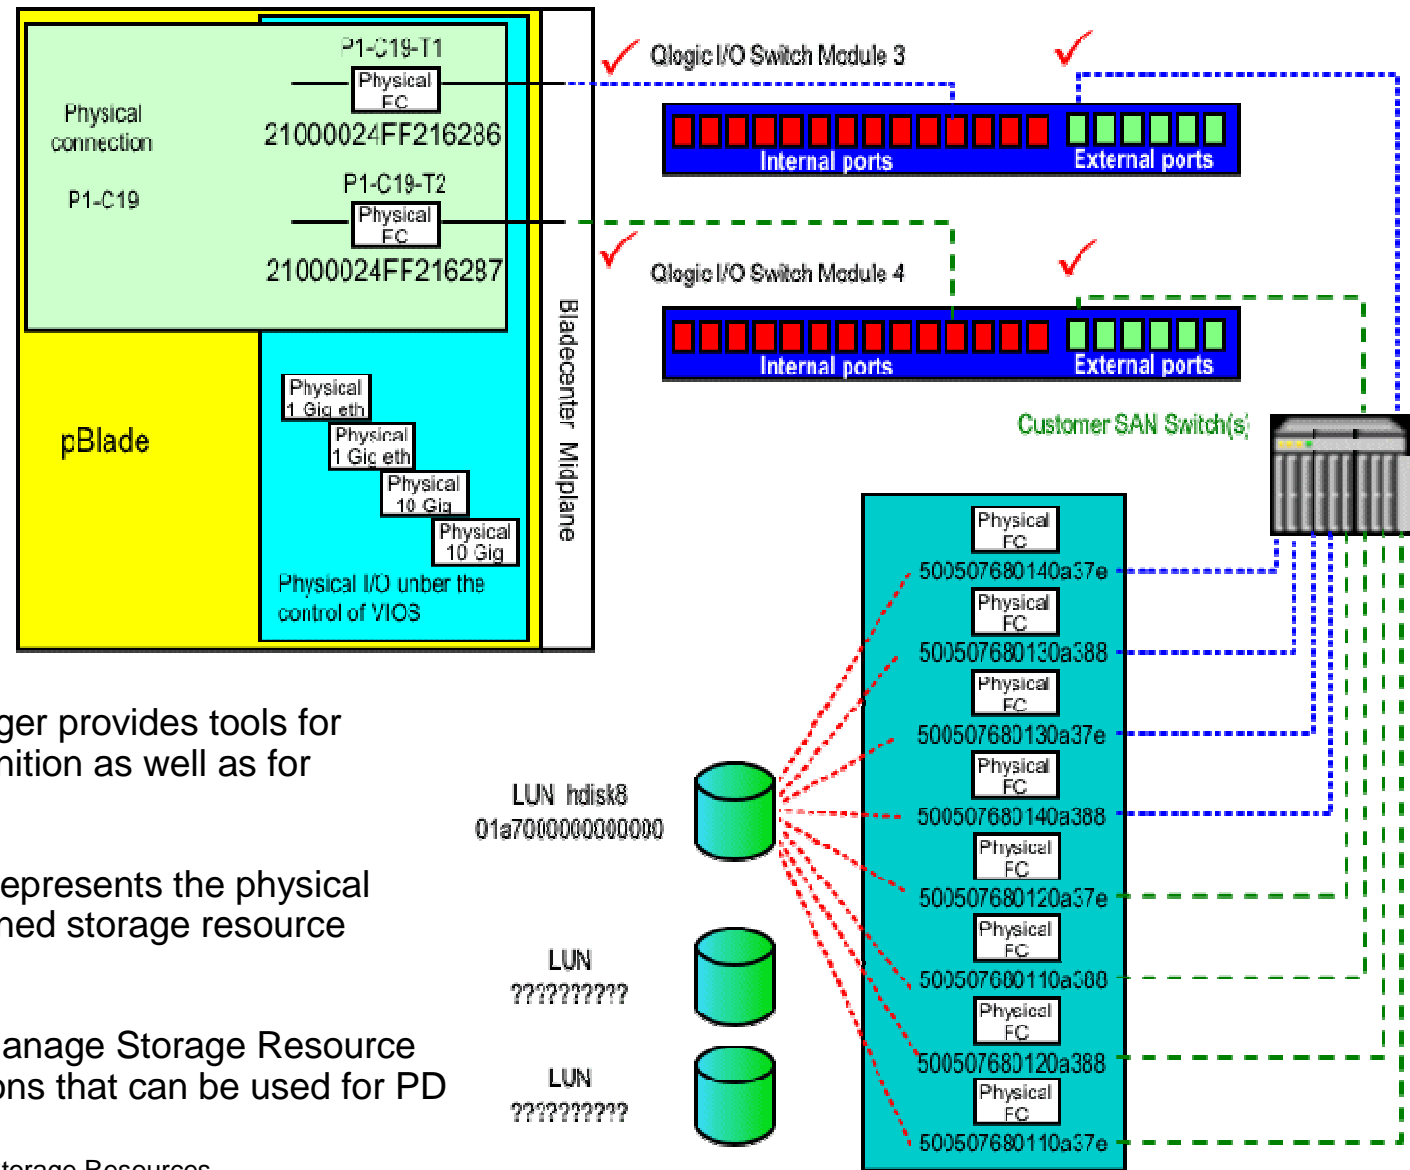 P1-C19-T1
Physical
FC
21000024FF216286
Physical
connection
P1-C19
P1-C19-T2
Physical
FC
21000024FF216287
pBlade
Physical
1 Gig eth
Physical
1 Gig eth
Physical
10 Gig
Physical
10 Gig
Physical I/O unber the
control of VIOS
Bladecenter Midplane
Qlogic I/O Switch Module 3
Internal ports
External ports
Qlogic I/O Switch Module 4
Internal ports
External ports
Customer SAN Switch(s)
Physical
FC
500507680140a37e
Physical
FC
500507680130a388
Physical
FC
500507680130a37e
Physical
FC
500507680140a388
Physical
FC
500507680120a37e
Physical
FC
500507680110a388
Physical
FC
500507680120a388
Physical
FC
500507680110a37e
LUN hdisk8
01a7000000000000
LUN
??????????
LUN
??????????
ger provides tools for
nition as well as for
epresents the physical
ned storage resource
anage Storage Resource
ons that can be used for PD
torage Resources